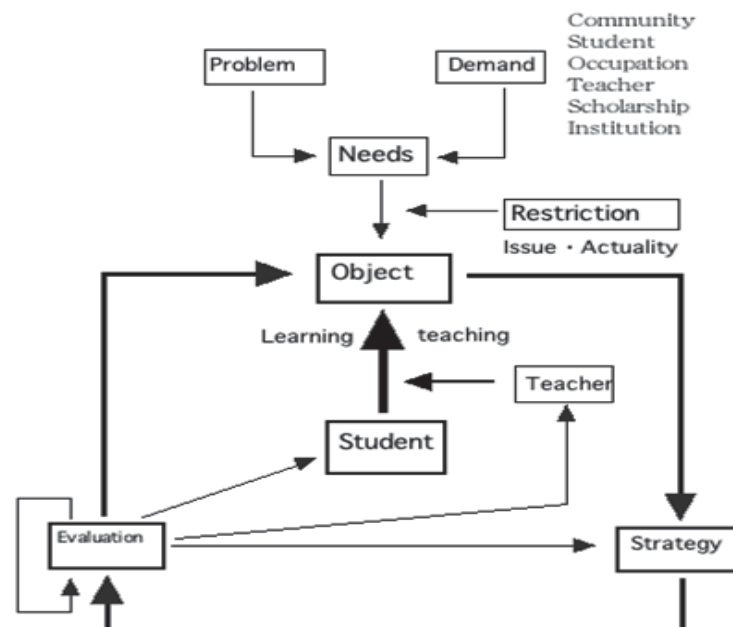 Community
Student
Occupation
Teacher
Scholarship
Institution
Problem
Demand
Needs
Restriction
Issue・Actuality
Object
Learning teaching
Teacher
Student
Evaluation
Strategy